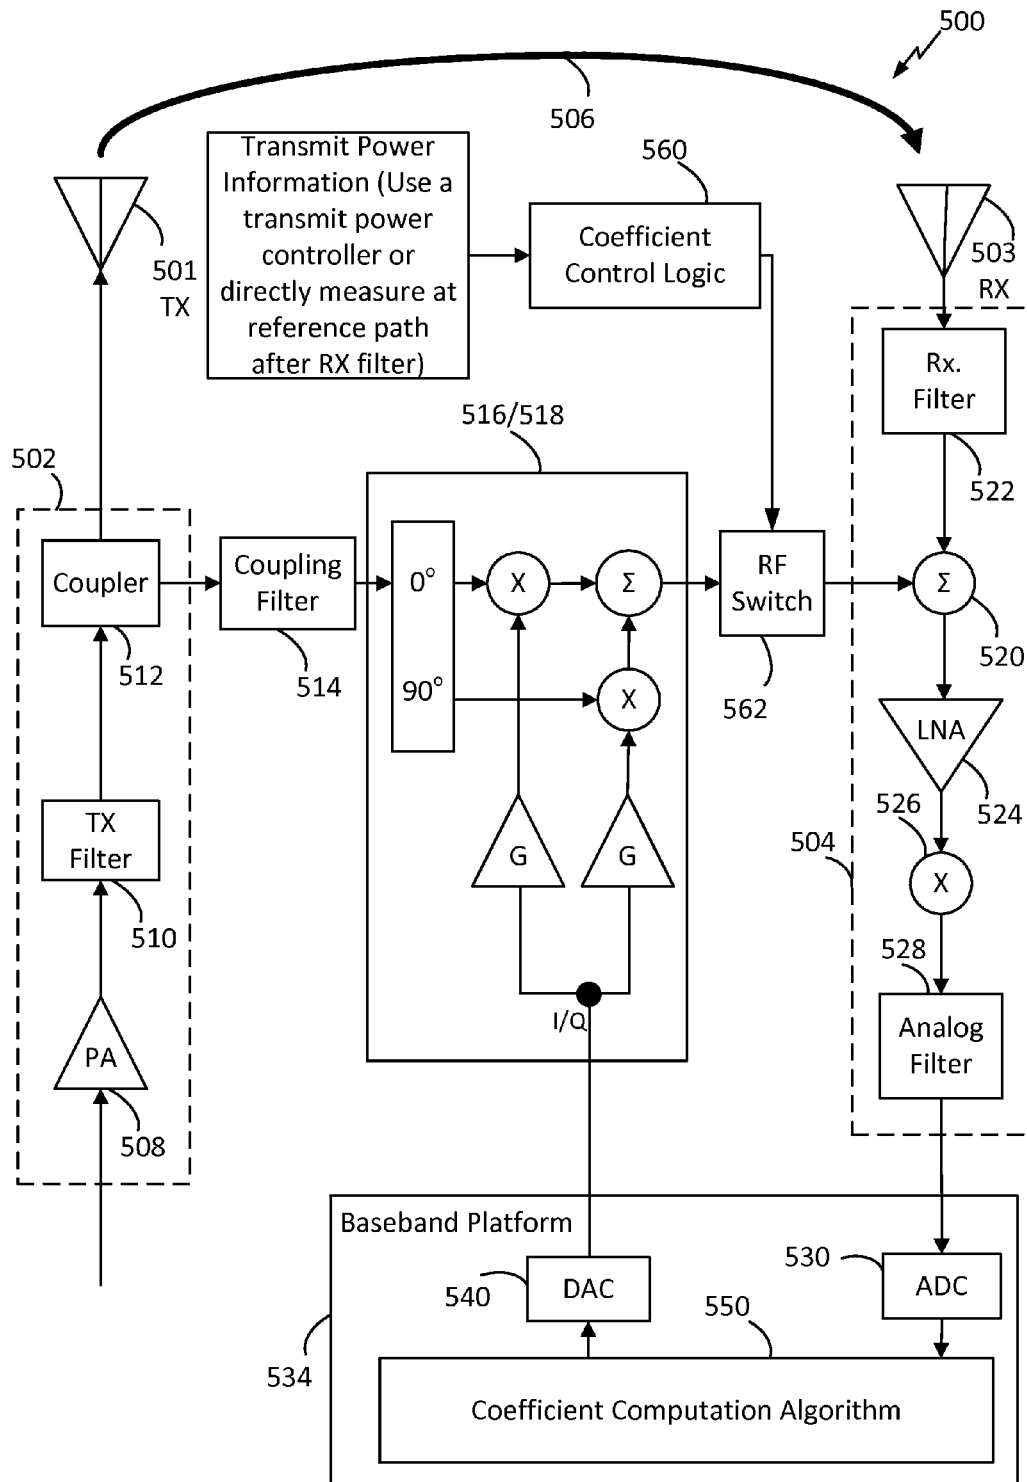 500
506
Transmit Power
Information (Use a
transmit power
controller or
directly measure at
reference path
after RX filter)
560
Coefficient
Control Logic
501
TX
503
RX
Rx.
Filter
522
516/518
502
Coupler
512
Coupling
Filter
514
0°
90°
X
Σ
X
G
G
I/Q
RF
Switch
562
Σ
520
LNA
524
526
X
504
528
Analog
Filter
TX
Filter
510
PA
508
Baseband Platform
540
DAC
530
ADC
550
534
Coefficient Computation Algorithm